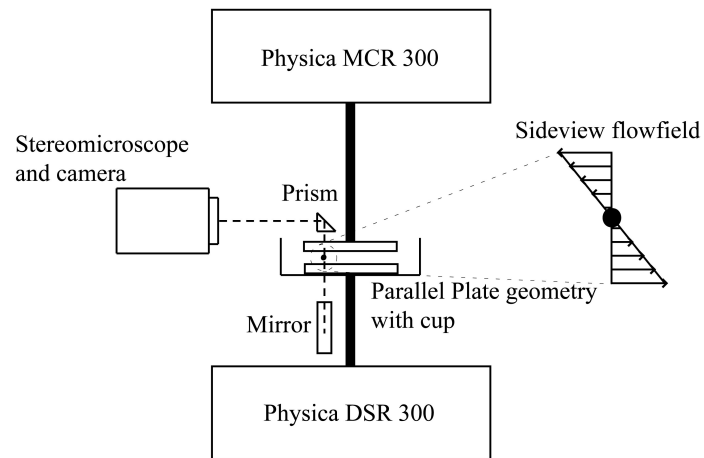 Physica MCR 300
Stereomicroscope
and camera
Sideview flowfield
Prism
Parallel Plate geometry
with cup
Mirror
Physica DSR 300